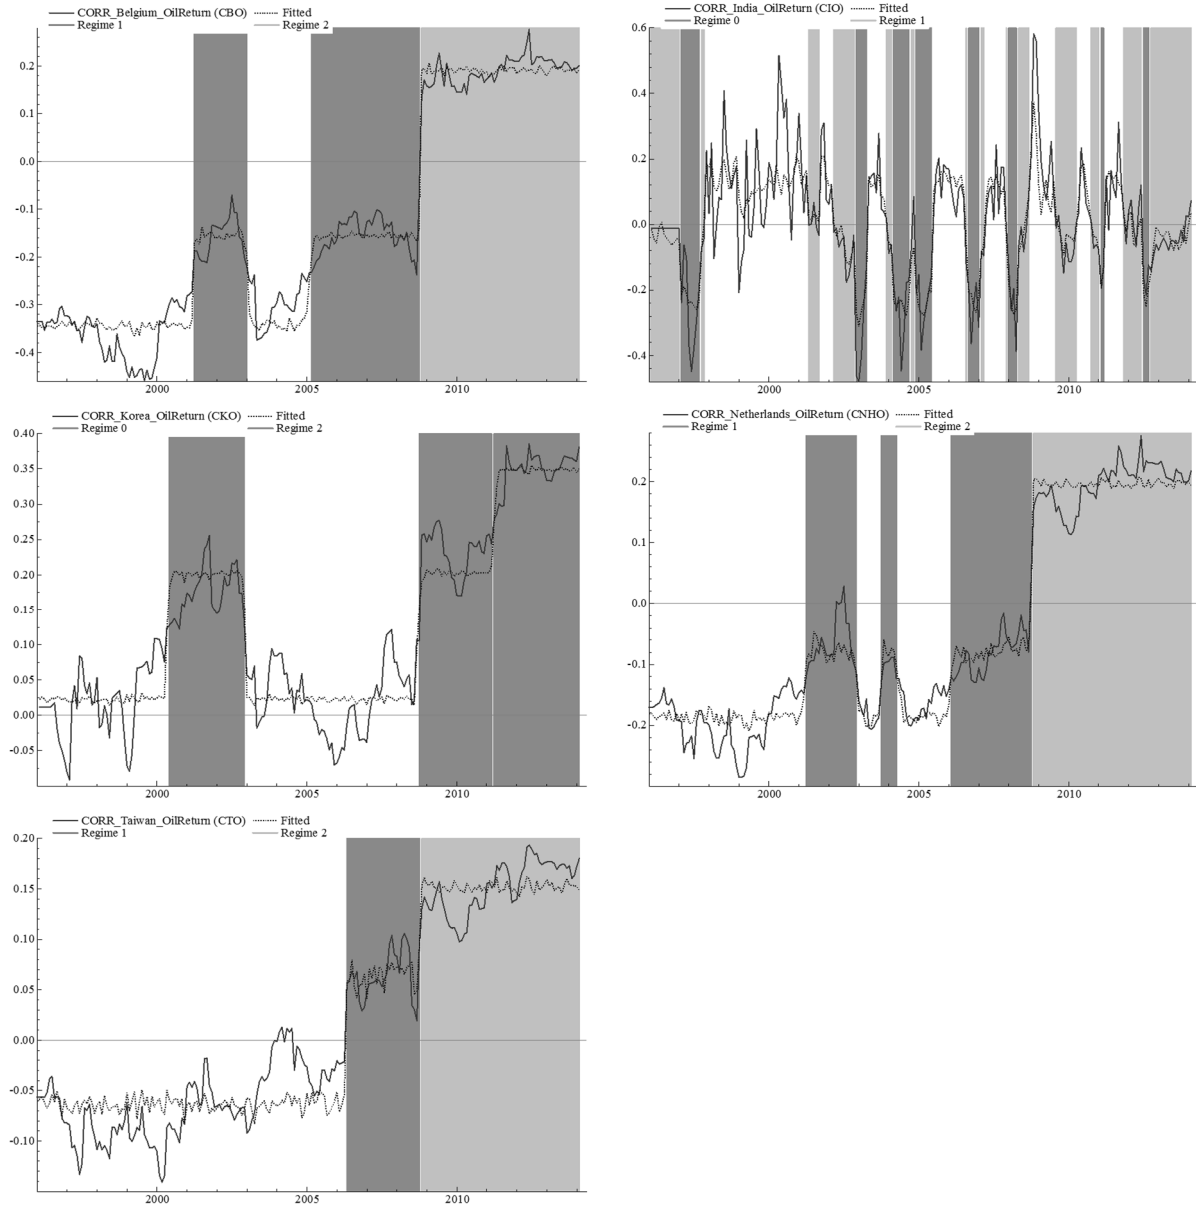 CORR_Belgium_OilReturn (CBO) Fitted
Regime 1 Regime 2
0.2
0.1
0.0
-0.1
-0.2
-0.3
-0.4
2000 2005 2010
CORR_India_OilReturn (CIO) Fitted
Regime 0 Regime 1
0.6
0.4
0.2
0.0
-0.2
-0.4
2000 2005 2010
CORR_Korea_OilReturn (CKO) Fitted
Regime 0 Regime 2
0.40
0.35
0.30
0.25
0.20
0.15
0.10
0.05
0.00
-0.05
2000 2005 2010
CORR_Netherlands_OilReturn (CNHO) Fitted
Regime 1 Regime 2
0.2
0.1
0.0
-0.1
-0.2
2000 2005 2010
CORR_Taiwan_OilReturn (CTO) Fitted
Regime 1 Regime 2
0.20
0.15
0.10
0.05
0.00
-0.05
-0.10
2000 2005 2010